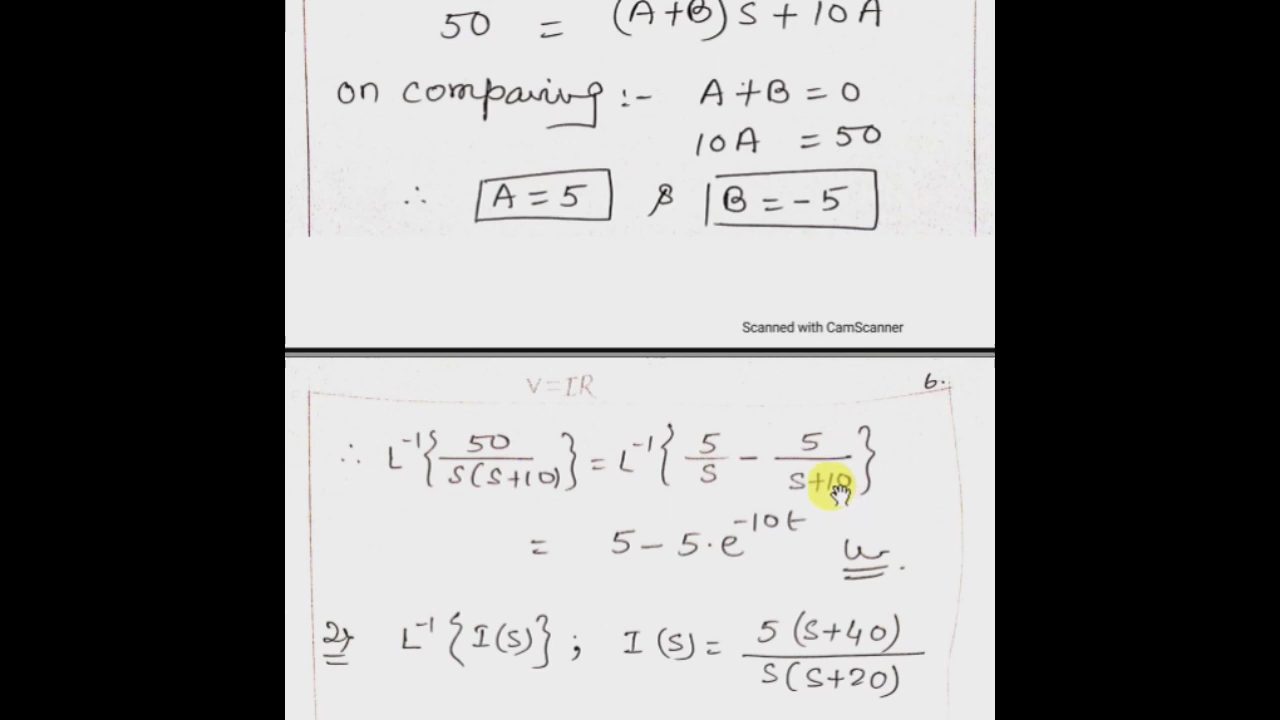 50 = (A+B)S + 10A
on comparing :- A+B = 0
10A = 50
∴ A = 5 & B = -5
Scanned with CamScanner
V=IR
6.
∴ L⁻¹{50/S(S+10)} = L⁻¹{5/S - 5/S+10}
= 5 - 5·e^-10t
2) L⁻¹{I(S)} ; I(S) = 5(S+40)/S(S+20)